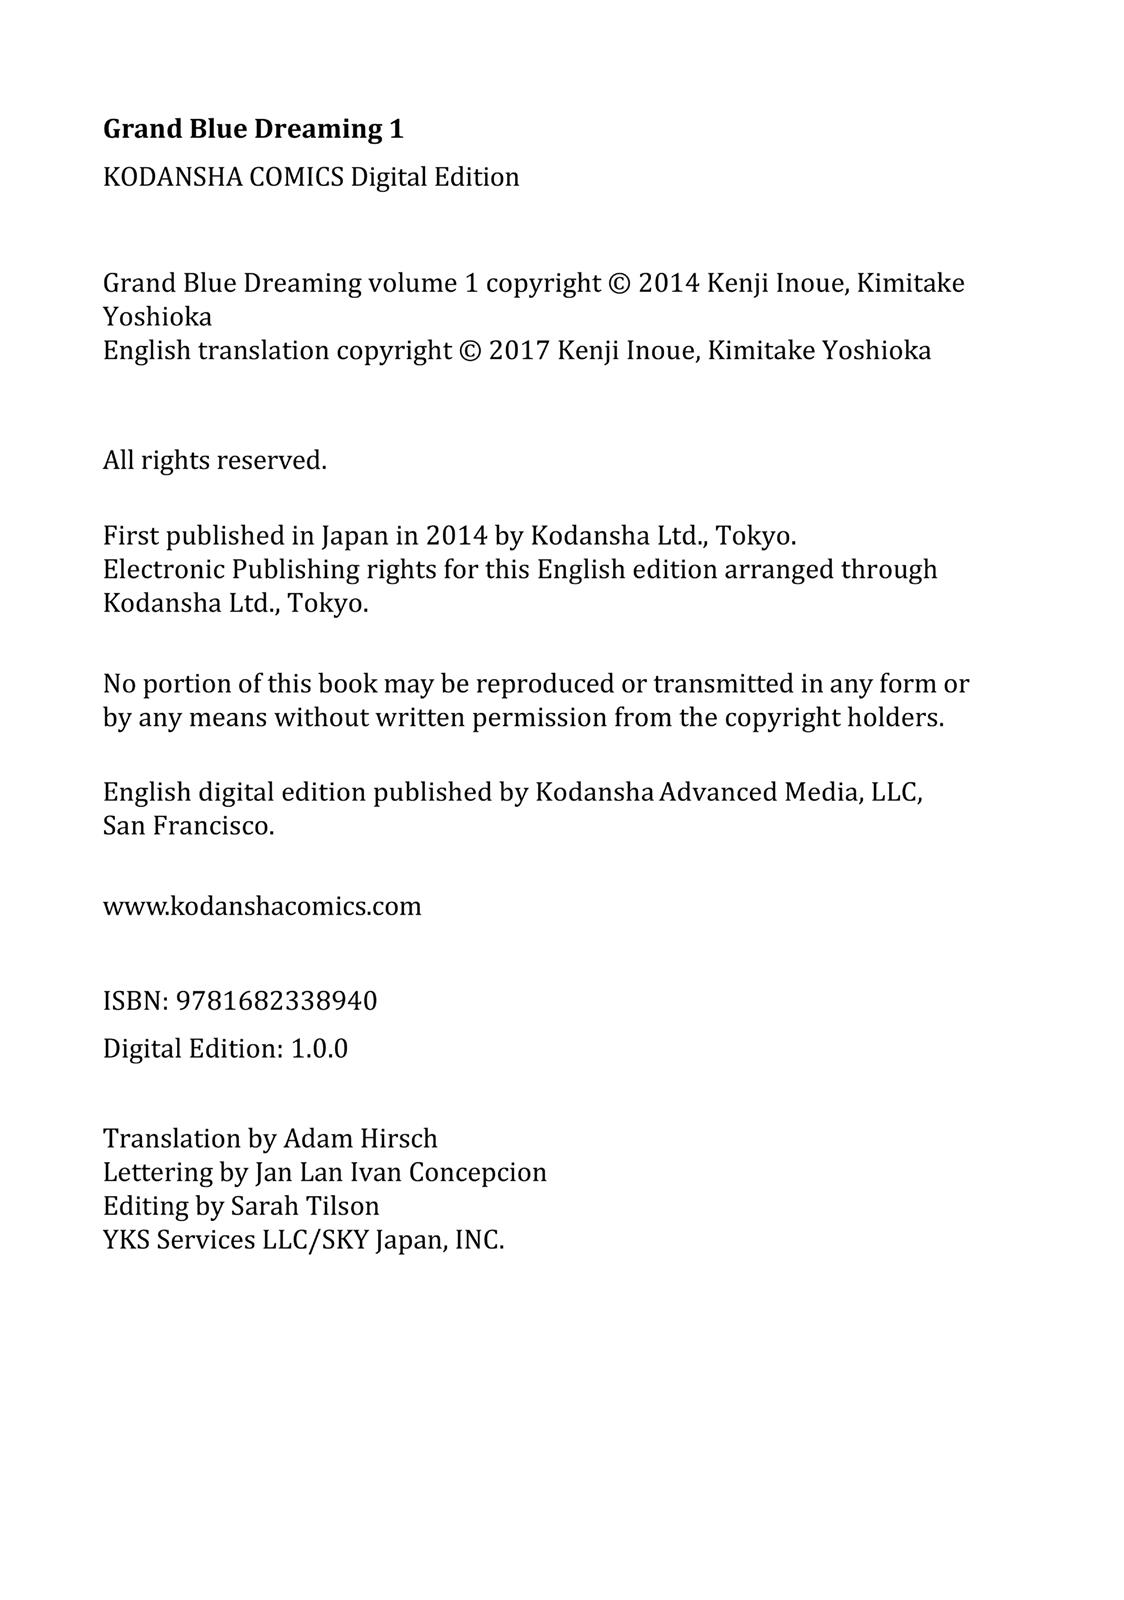 Grand Blue Dreaming 1
KODANSHA COMICS Digital Edition
Grand Blue Dreaming volume 1 copyright © 2014 Kenji Inoue, Kimitake
Yoshioka
English translation copyright © 2017 Kenji Inoue, Kimitake Yoshioka
All rights reserved.
First published in Japan in 2014 by Kodansha Ltd., Tokyo.
Electronic Publishing rights for this English edition arranged through
Kodansha Ltd., Tokyo.
No portion of this book may be reproduced or transmitted in any form or
by any means without written permission from the copyright holders.
English digital edition published by Kodansha Advanced Media, LLC,
San Francisco.
www.kodanshacomics.com
ISBN: 9781682338940
Digital Edition: 1.0.0
Translation by Adam Hirsch
Lettering by Jan Lan Ivan Concepcion
Editing by Sarah Tilson
YKS Services LLC/SKY Japan, INC.